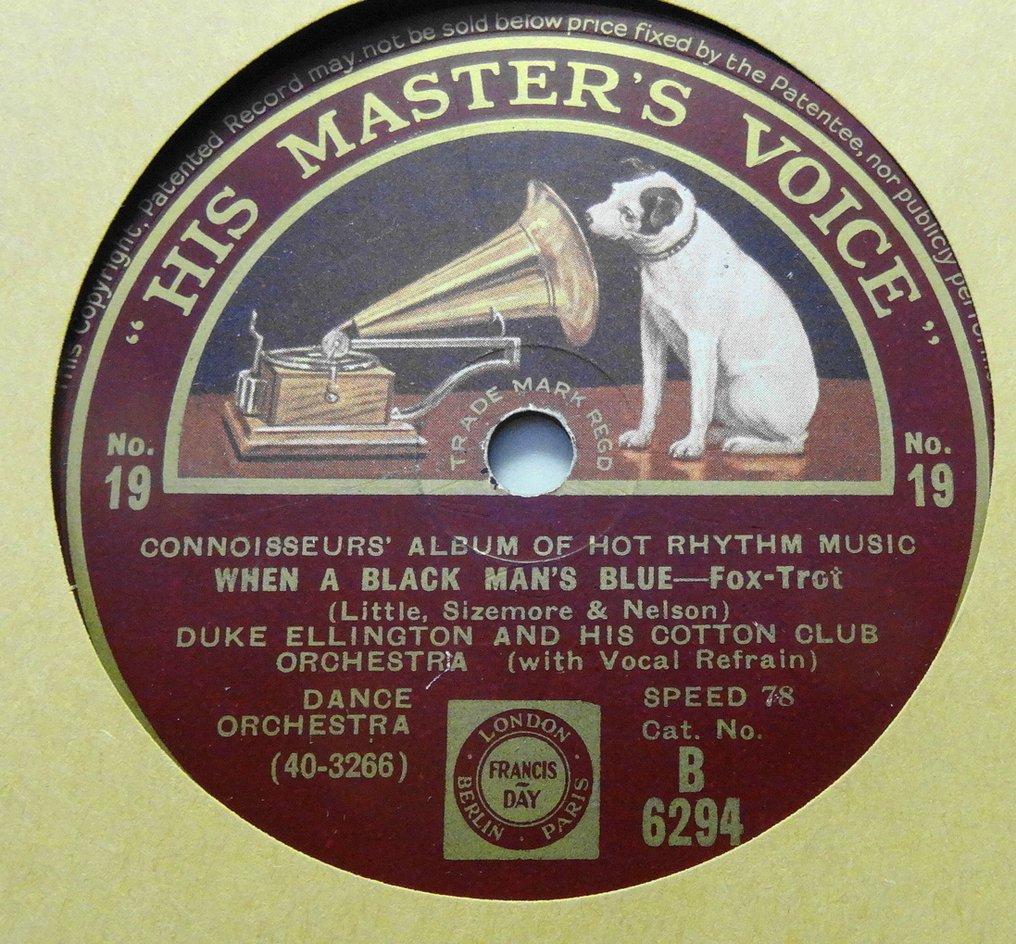 This Copyright, Patented Record may not be sold below price fixed by the Patentee, nor publicly
"HIS MASTER'S VOICE"
TRADE MARK REGD
No. 19
No. 19
CONNOISSEURS' ALBUM OF HOT RHYTHM MUSIC
WHEN A BLACK MAN'S BLUE—Fox-Trot
(Little, Sizemore & Nelson)
DUKE ELLINGTON AND HIS COTTON CLUB
ORCHESTRA (with Vocal Refrain)
DANCE
ORCHESTRA
(40-3266)
LONDON
FRANCIS
~
DAY
BERLIN · PARIS
SPEED 78
Cat. No.
B
6294